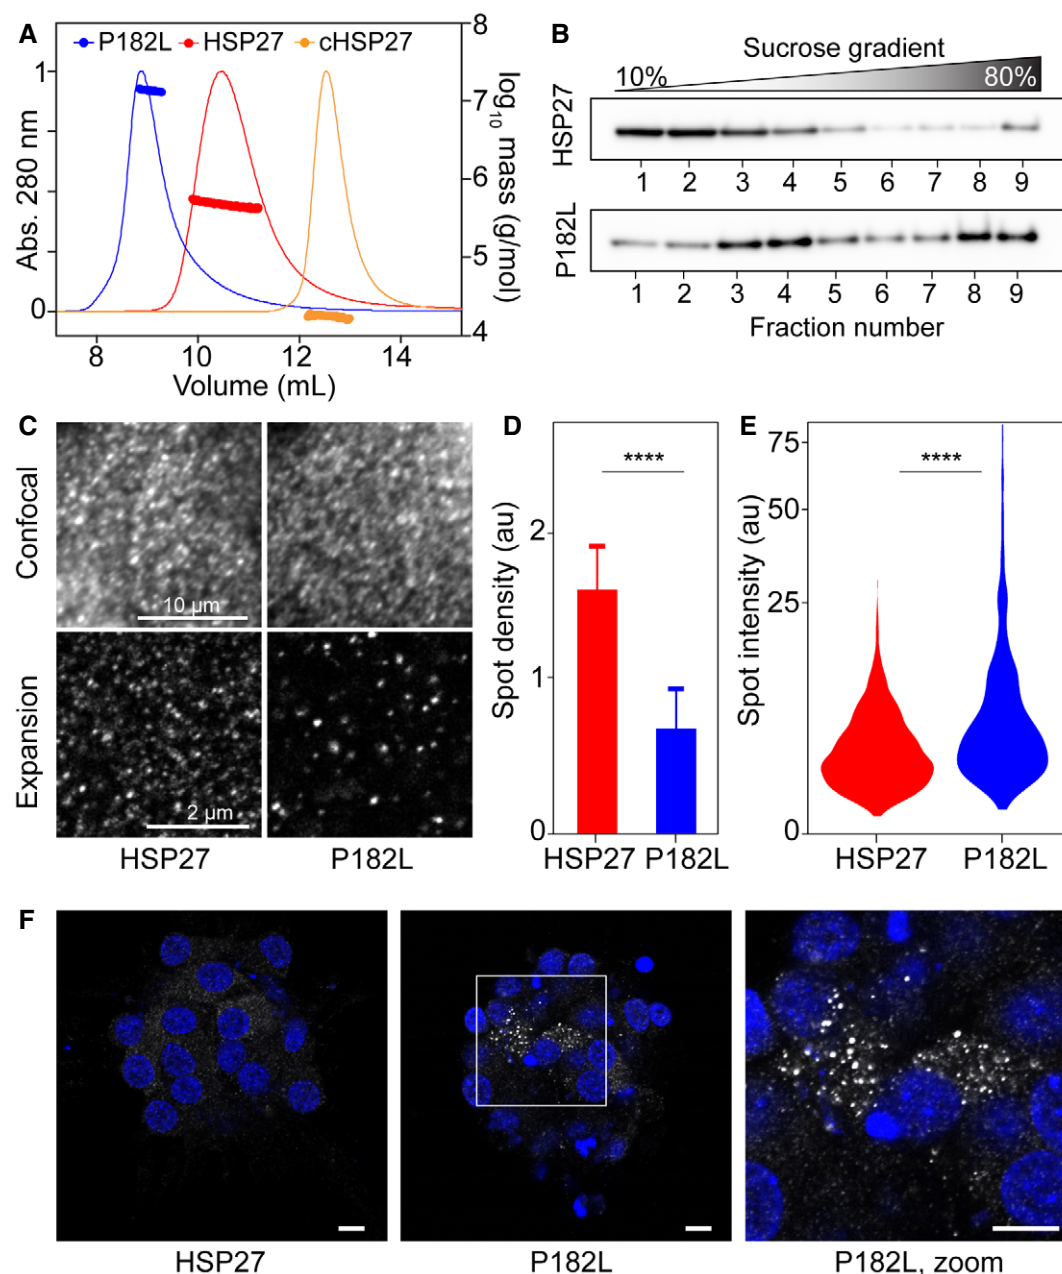 A
P182L
HSP27
cHSP27
1
0
Abs. 280 nm
8
7
6
5
4
log10 mass (g/mol)
8
10
12
14
Volume (mL)
B
Sucrose gradient
10%
80%
HSP27
1 2 3 4 5 6 7 8 9
P182L
1 2 3 4 5 6 7 8 9
Fraction number
C
Confocal
10 µm
Expansion
2 µm
HSP27
P182L
D
****
Spot density (au)
2
1
0
HSP27
P182L
E
****
Spot intensity (au)
75
50
25
0
HSP27
P182L
F
HSP27
P182L
P182L, zoom